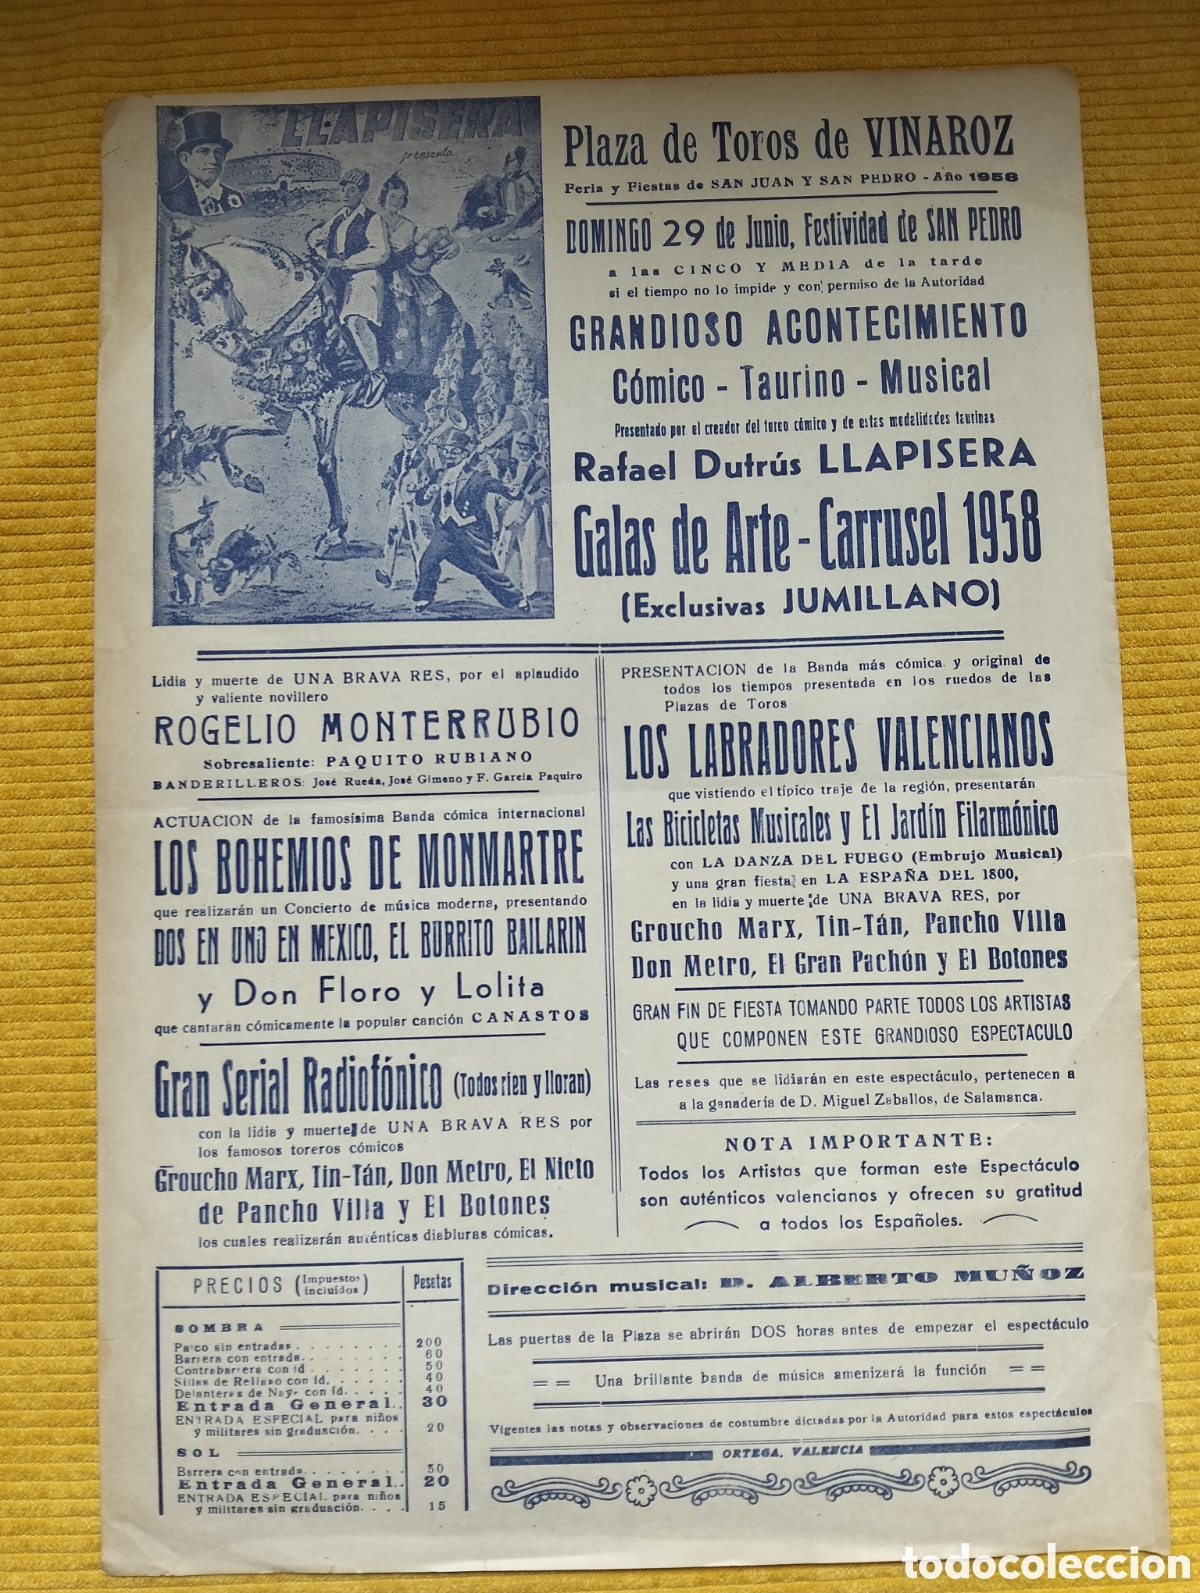 LLAPISERA
presenta
Plaza de Toros de VINAROZ
Feria y Fiestas de SAN JUAN Y SAN PEDRO - Año 1958
DOMINGO 29 de Junio, Festividad de SAN PEDRO
a las CINCO Y MEDIA de la tarde
si el tiempo no lo impide y con permiso de la Autoridad
GRANDIOSO ACONTECIMIENTO
Cómico - Taurino - Musical
Presentado por el creador del toreo cómico y de estas modalidades taurinas
Rafael Dutrús LLAPISERA
Galas de Arte - Carrusel 1958
(Exclusivas JUMILLANO)
Lidia y muerte de UNA BRAVA RES, por el aplaudido
y valiente novillero
ROGELIO MONTERRUBIO
Sobresaliente: PAQUITO RUBIANO
BANDERILLEROS: José Rueda, José Gimeno y F. García Paquiro
ACTUACION de la famosísima Banda cómica internacional
LOS BOHEMIOS DE MONMARTRE
que realizarán un Concierto de música moderna, presentando
DOS EN UNO EN MEXICO, EL BURRITO BAILARIN
y Don Floro y Lolita
que cantarán cómicamente la popular canción CANASTOS
Gran Serial Radiofónico (Todos ríen y lloran)
con la lidia y muerte de UNA BRAVA RES por
los famosos toreros cómicos
Groucho Marx, Tin-Tán, Don Metro, El Nieto
de Pancho Villa y El Botones
los cuales realizarán auténticas diabluras cómicas.
PRESENTACION de la Banda más cómica y original de
todos los tiempos presentada en los ruedos de las
Plazas de Toros
LOS LABRADORES VALENCIANOS
que vistiendo el típico traje de la región, presentarán
Las Bicicletas Musicales y El Jardín Filarmónico
con LA DANZA DEL FUEGO (Embrujo Musical)
y una gran fiesta en LA ESPAÑA DEL 1800,
en la lidia y muerte de UNA BRAVA RES, por
Groucho Marx, Tin-Tán, Pancho Villa
Don Metro, El Gran Pachón y El Botones
GRAN FIN DE FIESTA TOMANDO PARTE TODOS LOS ARTISTAS
QUE COMPONEN ESTE GRANDIOSO ESPECTACULO
Las reses que se lidiarán en este espectáculo, pertenecen a
a la ganadería de D. Miguel Zaballos, de Salamanca.
NOTA IMPORTANTE:
Todos los Artistas que forman este Espectáculo
son auténticos valencianos y ofrecen su gratitud
a todos los Españoles.
PRECIOS (Impuestos incluídos) Pesetas
SOMBRA
Palco sin entradas 200
Barrera con entrada 60
Contrabarrera con id 50
Sillas de Rellano con id. 40
Delanteras de Naya con id. 40
Entrada General 30
ENTRADA ESPECIAL para niños
y militares sin graduación 20
SOL
Barrera con entrada 30
Entrada General 20
ENTRADA ESPECIAL para niños
y militares sin graduación 15
Dirección musical: D. ALBERTO MUÑOZ
Las puertas de la Plaza se abrirán DOS horas antes de empezar el espectáculo
== Una brillante banda de música amenizará la función ==
Vigentes las notas y observaciones de costumbre dictadas por la Autoridad para estos espectáculos
ORTEGA, VALENCIA
todocoleccion